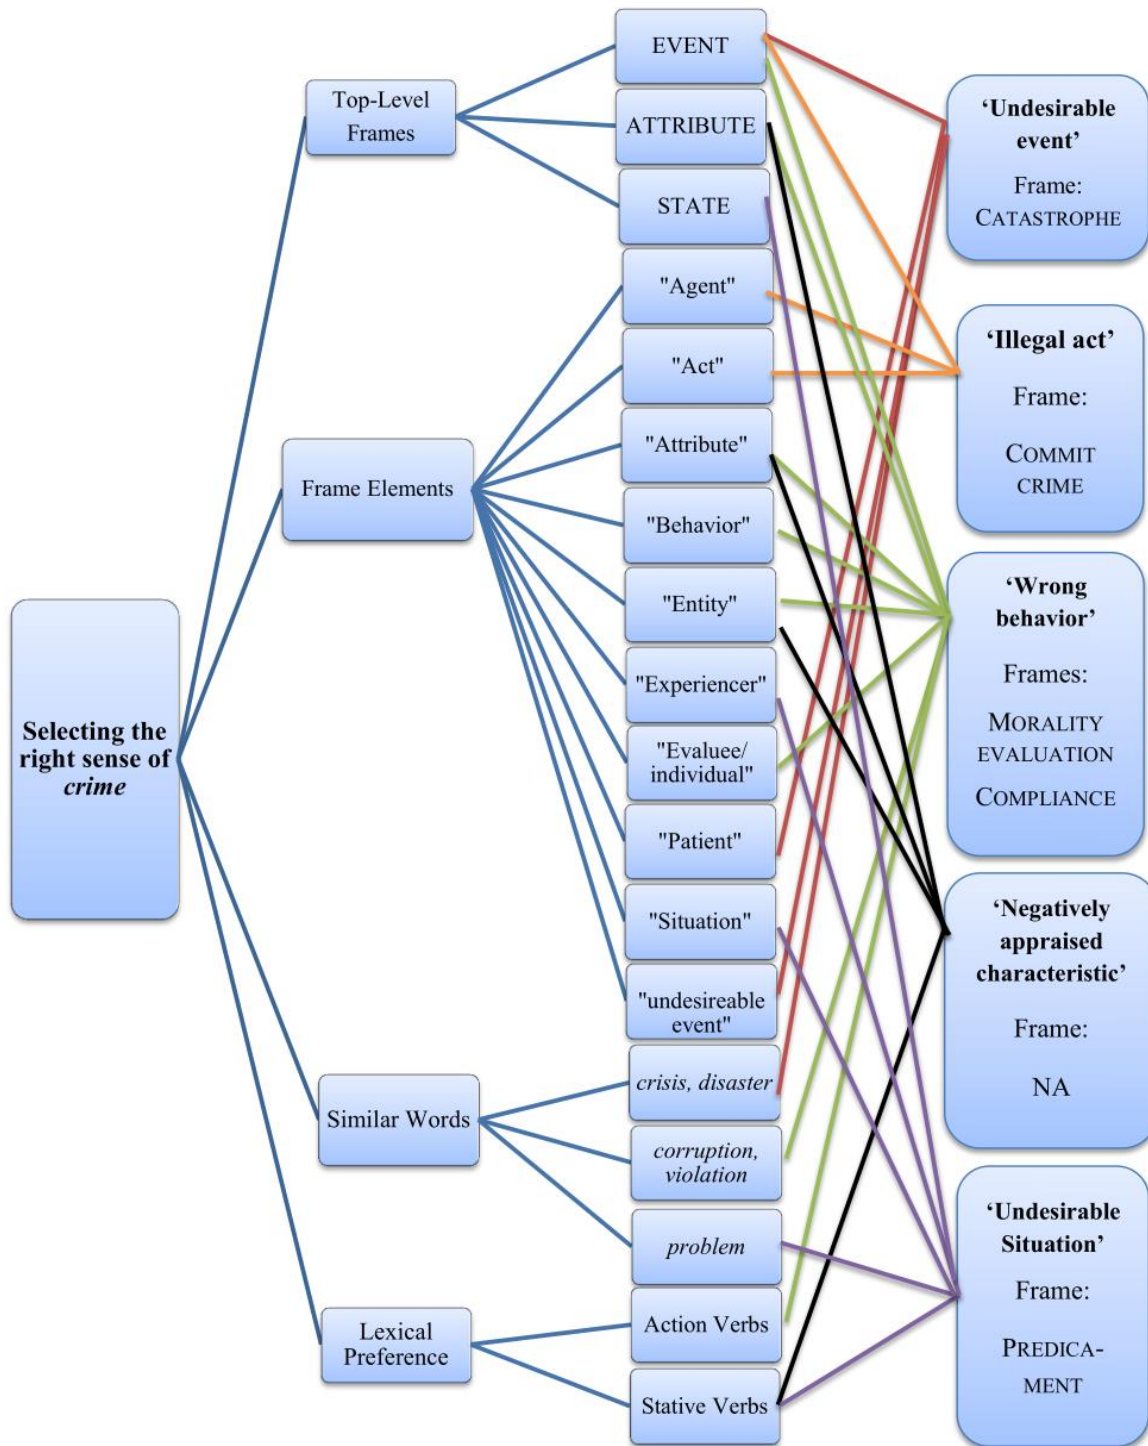 Selecting the
right sense of
crime
Top-Level
Frames
Frame Elements
Similar Words
Lexical
Preference
EVENT
ATTRIBUTE
STATE
"Agent"
"Act"
"Attribute"
"Behavior"
"Entity"
"Experiencer"
"Evaluee/
individual"
"Patient"
"Situation"
"undesireable
event"
crisis, disaster
corruption,
violation
problem
Action Verbs
Stative Verbs
‘Undesirable
event’
Frame:
CATASTROPHE
‘Illegal act’
Frame:
COMMIT
CRIME
‘Wrong
behavior’
Frames:
MORALITY
EVALUATION
COMPLIANCE
‘Negatively
appraised
characteristic’
Frame:
NA
‘Undesirable
Situation’
Frame:
PREDICA-
MENT